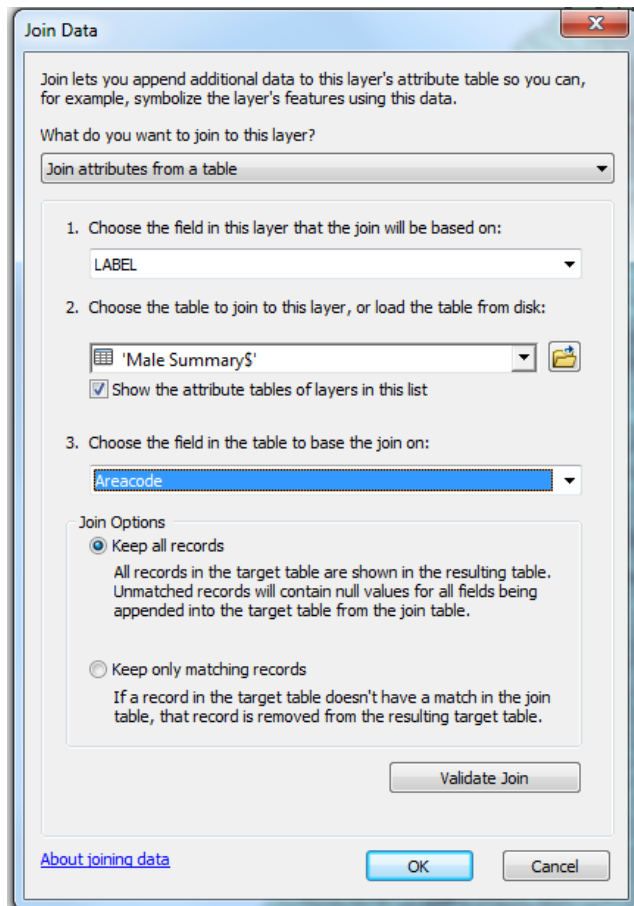 Join Data
Join lets you append additional data to this layer's attribute table so you can,
for example, symbolize the layer's features using this data.
What do you want to join to this layer?
Join attributes from a table
1. Choose the field in this layer that the join will be based on:
LABEL
2. Choose the table to join to this layer, or load the table from disk:
'Male Summary$'
Show the attribute tables of layers in this list
3. Choose the field in the table to base the join on:
Areacode
Join Options
Keep all records
All records in the target table are shown in the resulting table.
Unmatched records will contain null values for all fields being
appended into the target table from the join table.
Keep only matching records
If a record in the target table doesn't have a match in the join
table, that record is removed from the resulting target table.
Validate Join
About joining data
OK
Cancel